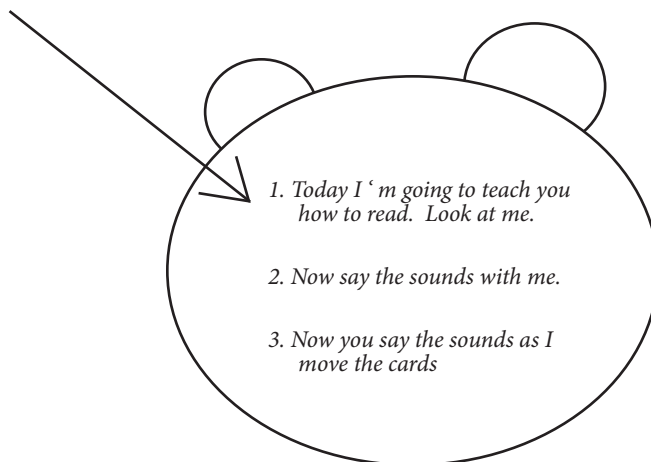 1. Today I ‘ m going to teach you
how to read.  Look at me.
2. Now say the sounds with me.
3. Now you say the sounds as I
move the cards